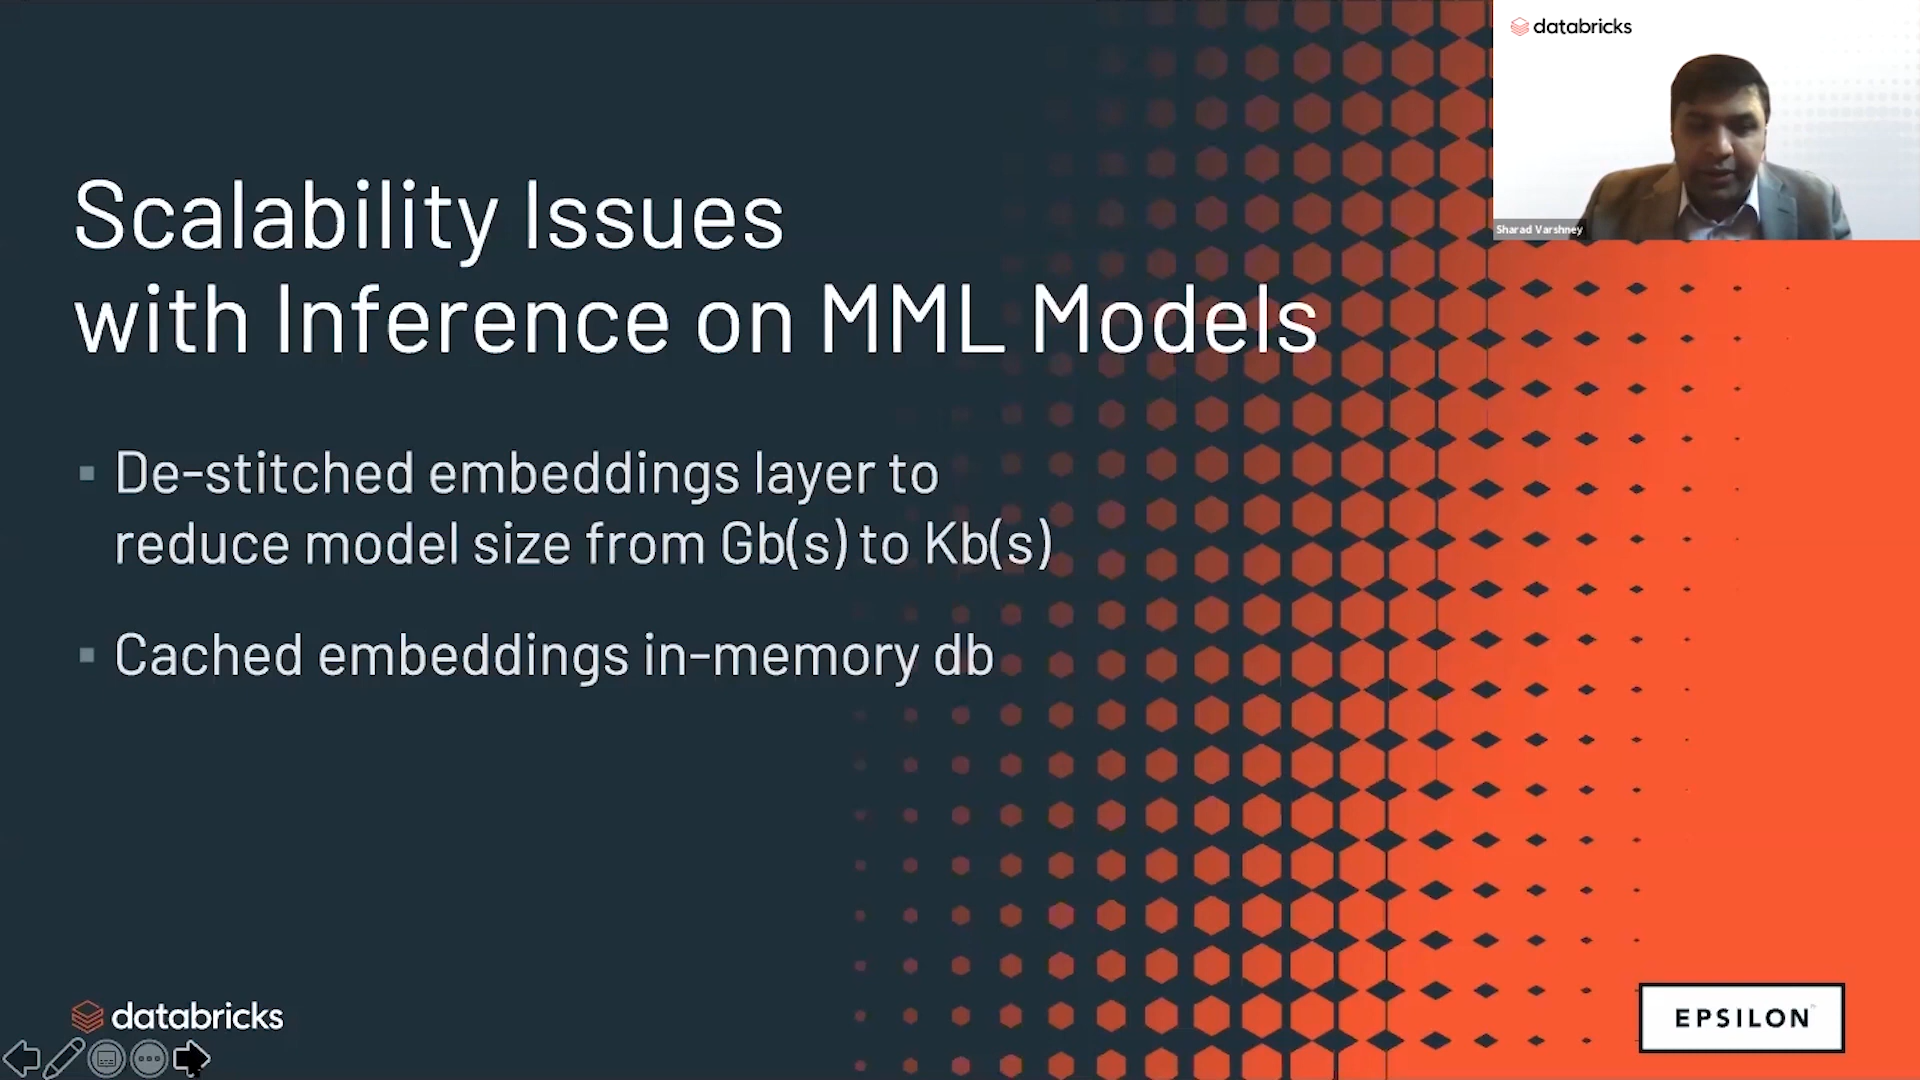 databricks
Sharad Varshney
Scalability Issues
with Inference on MML Models
De-stitched embeddings layer to
reduce model size from Gb(s) to Kb(s)
Cached embeddings in-memory db
databricks
EPSILON